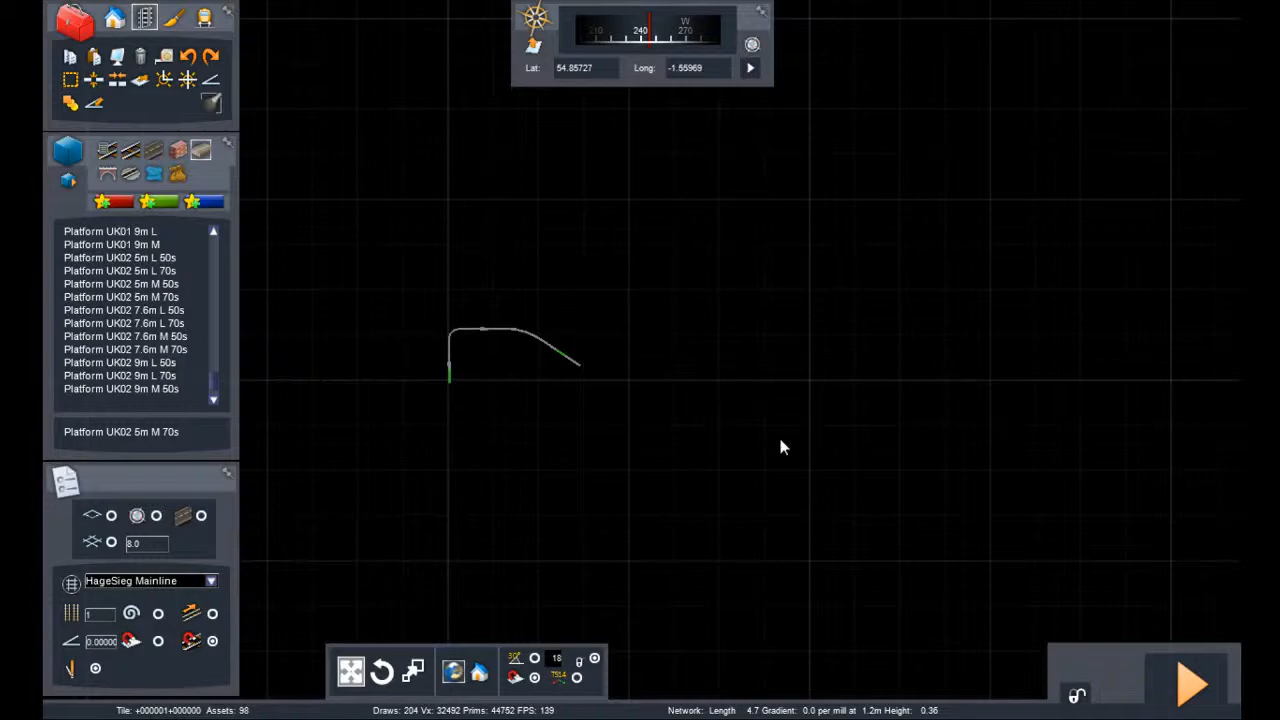 210 240 W 270
Lat: 54.85727 Long: -1.55969
Platform UK01 9m L
Platform UK01 9m M
Platform UK02 5m L 50s
Platform UK02 5m L 70s
Platform UK02 5m M 50s
Platform UK02 5m M 70s
Platform UK02 7.6m L 50s
Platform UK02 7.6m L 70s
Platform UK02 7.6m M 50s
Platform UK02 7.6m M 70s
Platform UK02 9m L 50s
Platform UK02 9m L 70s
Platform UK02 9m M 50s
Platform UK02 5m M 70s
8.0
HageSieg Mainline
1
0.00000
18
TS14
Tile: +000001+000000 Assets: 98
Draws: 204 Vx: 32492 Prims: 44752 FPS: 139
Network: Length 4.7 Gradient: 0.0 per mill at 1.2m Height: 0.36